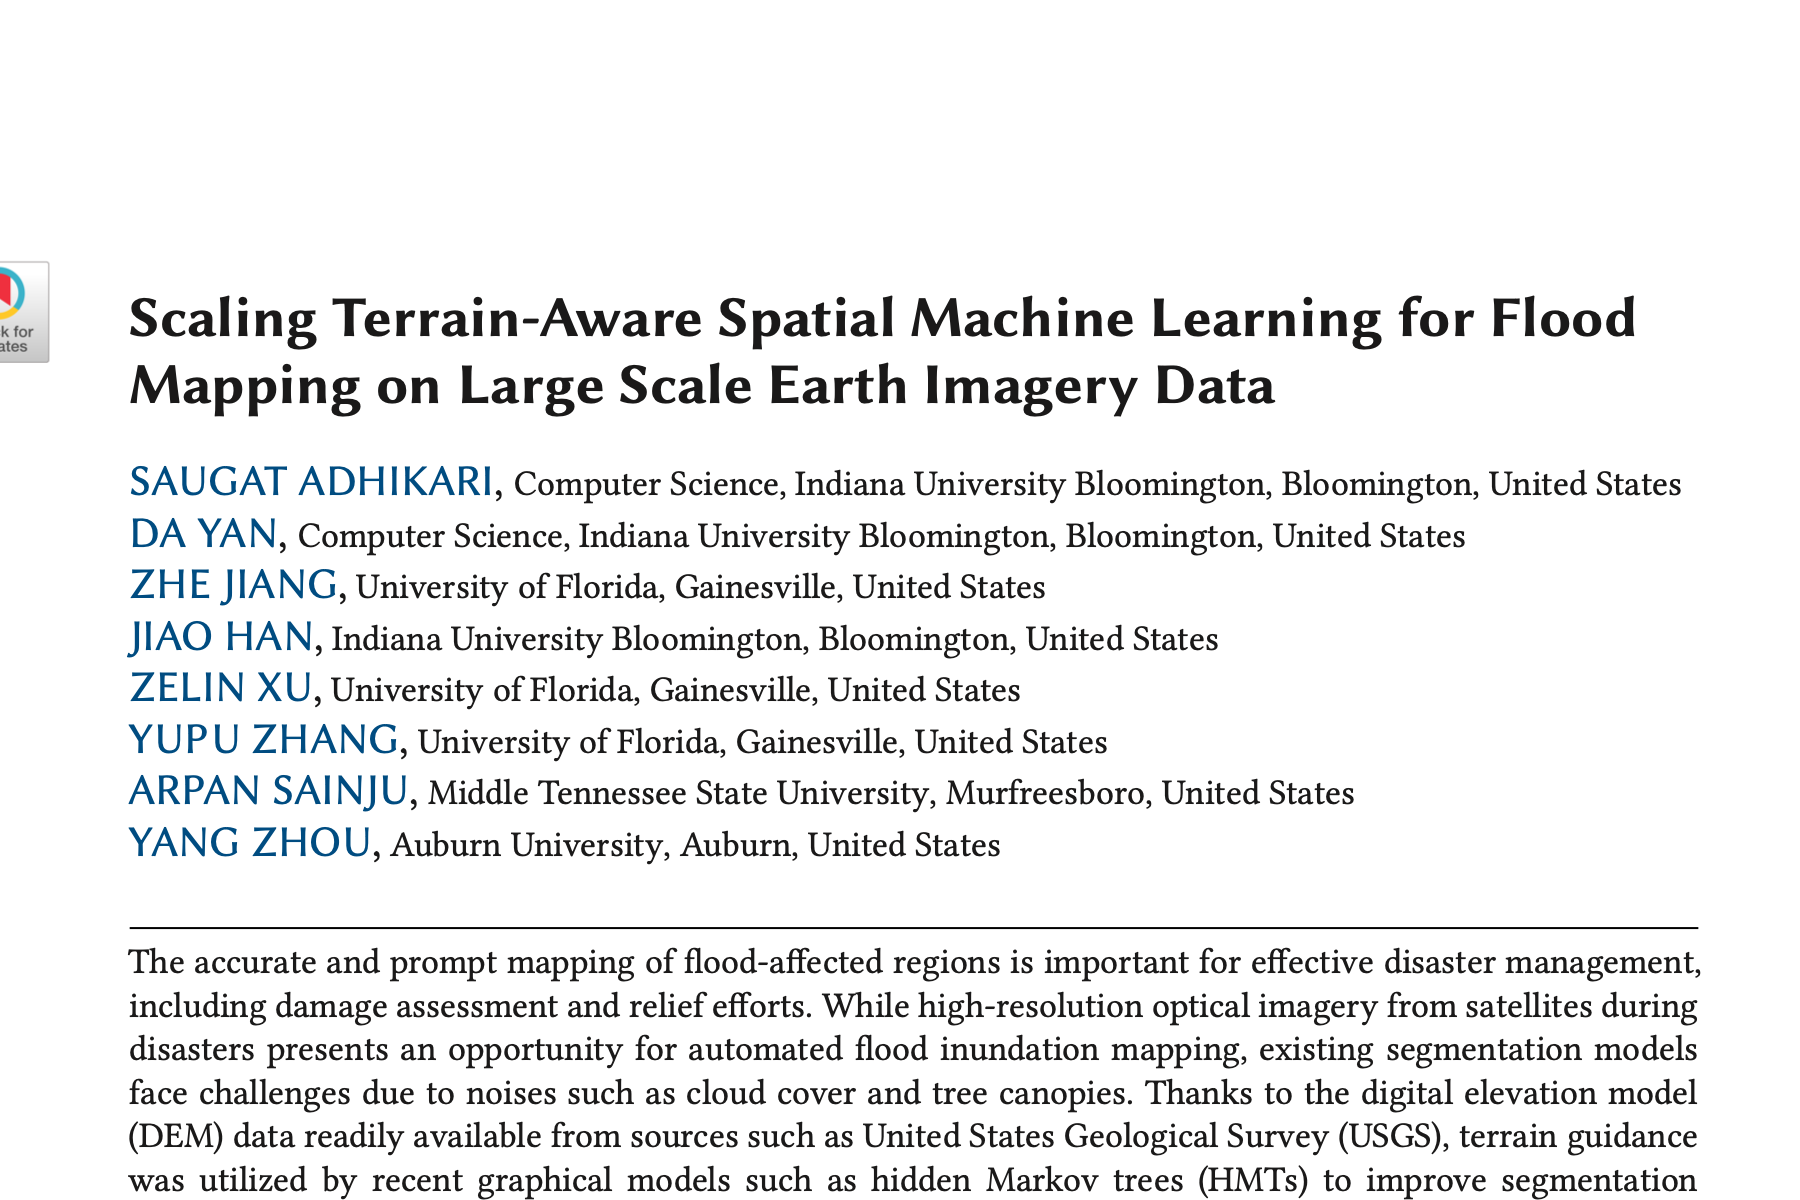 Scaling Terrain-Aware Spatial Machine Learning for Flood
Mapping on Large Scale Earth Imagery Data
k for
ates
SAUGAT ADHIKARI, Computer Science, Indiana University Bloomington, Bloomington, United States
DA YAN, Computer Science, Indiana University Bloomington, Bloomington, United States
ZHE JIANG, University of Florida, Gainesville, United States
JIAO HAN, Indiana University Bloomington, Bloomington, United States
ZELIN XU, University of Florida, Gainesville, United States
YUPU ZHANG, University of Florida, Gainesville, United States
ARPAN SAINJU, Middle Tennessee State University, Murfreesboro, United States
YANG ZHOU, Auburn University, Auburn, United States
The accurate and prompt mapping of flood-affected regions is important for effective disaster management,
including damage assessment and relief efforts. While high-resolution optical imagery from satellites during
disasters presents an opportunity for automated flood inundation mapping, existing segmentation models
face challenges due to noises such as cloud cover and tree canopies. Thanks to the digital elevation model
(DEM) data readily available from sources such as United States Geological Survey (USGS), terrain guidance
was utilized by recent graphical models such as hidden Markov trees (HMTs) to improve segmentation